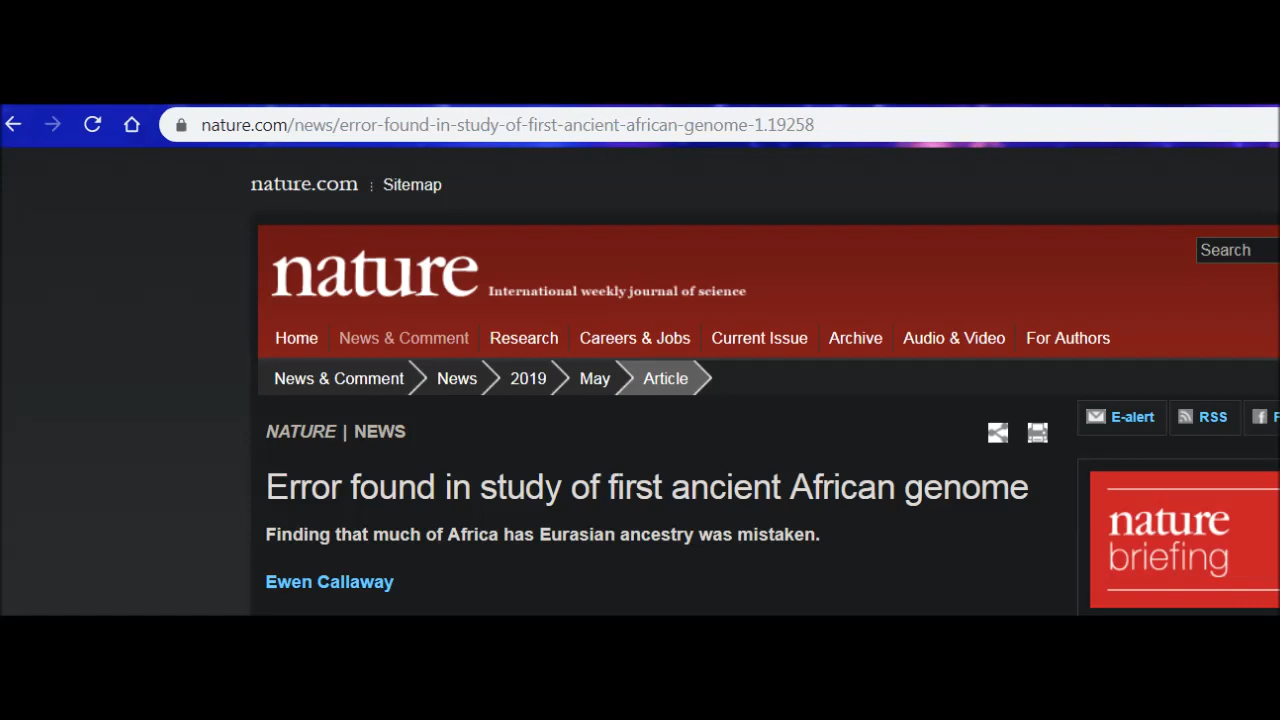 nature.com/news/error-found-in-study-of-first-ancient-african-genome-1.19258
nature.com Sitemap
nature International weekly journal of science
Search
Home News & Comment Research Careers & Jobs Current Issue Archive Audio & Video For Authors
News & Comment News 2019 May Article
E-alert RSS F
NATURE | NEWS
Error found in study of first ancient African genome
Finding that much of Africa has Eurasian ancestry was mistaken.
Ewen Callaway
nature
briefing